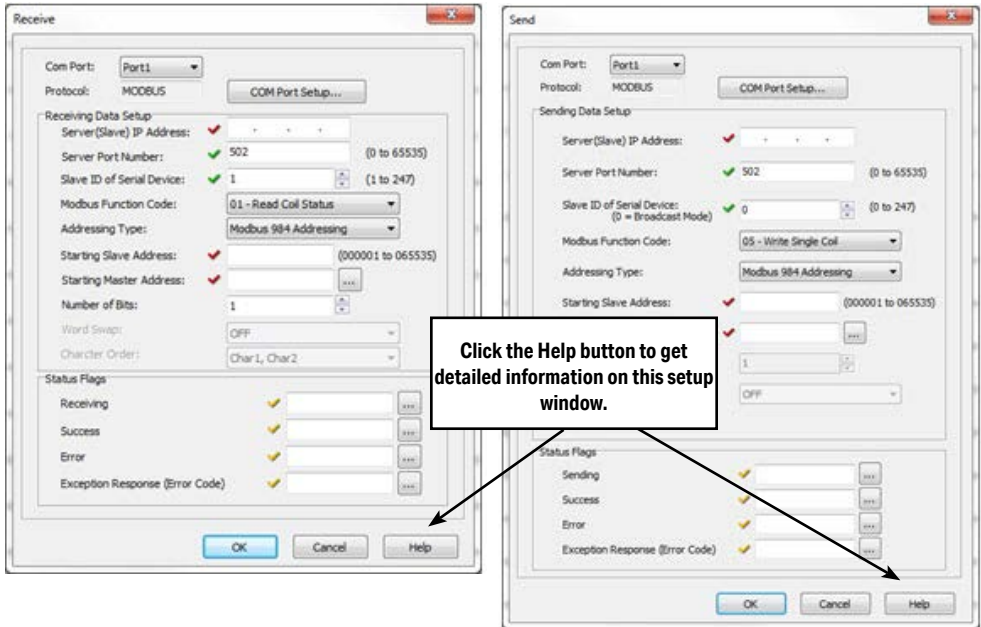 Receive
Com Port: Port1
Protocol: MODBUS COM Port Setup...
Receiving Data Setup
Server(Slave) IP Address: . . .
Server Port Number: 502 (0 to 65535)
Slave ID of Serial Device: 1 (1 to 247)
Modbus Function Code: 01 - Read Coil Status
Addressing Type: Modbus 984 Addressing
Starting Slave Address: (000001 to 065535)
Starting Master Address: ...
Number of Bits: 1
Word Swap: OFF
Charcter Order: Char1, Char2
Status Flags
Receiving ...
Success ...
Error ...
Exception Response (Error Code) ...
OK Cancel Help
Send
Com Port: Port1
Protocol: MODBUS COM Port Setup...
Sending Data Setup
Server(Slave) IP Address: . . .
Server Port Number: 502 (0 to 65535)
Slave ID of Serial Device: 0 (0 to 247)
(0 = Broadcast Mode)
Modbus Function Code: 05 - Write Single Coil
Addressing Type: Modbus 984 Addressing
Starting Slave Address: (000001 to 065535)
...
1
OFF
Status Flags
Sending ...
Success ...
Error ...
Exception Response (Error Code) ...
OK Cancel Help
Click the Help button to get
detailed information on this setup
window.